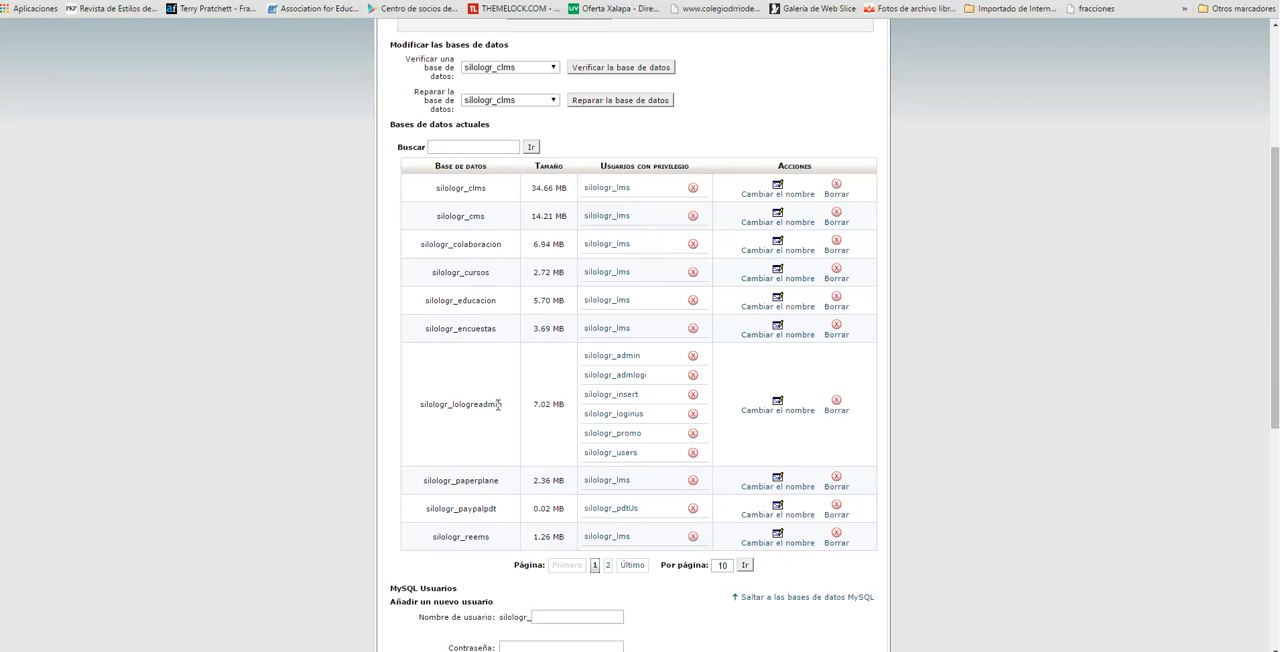 Aplicaciones Revista de Estilos de... Terry Pratchett - Fra... Association for Educ... Centro de socios de... THEMELOCK.COM - ... Oferta Xalapa - Dire... www.colegiodrriode... Galería de Web Slice Fotos de archivo libr... Importado de Intern... fracciones » Otros marcadores
Modificar las bases de datos
Verificar una
base de
datos:
silologr_clms Verificar la base de datos
Reparar la
base de
datos:
silologr_clms Reparar la base de datos
Bases de datos actuales
Buscar Ir
BASE DE DATOS TAMAÑO USUARIOS CON PRIVILEGIO ACCIONES
silologr_clms 34.66 MB silologr_lms Cambiar el nombre Borrar
silologr_cms 14.21 MB silologr_lms Cambiar el nombre Borrar
silologr_colaboracion 6.94 MB silologr_lms Cambiar el nombre Borrar
silologr_cursos 2.72 MB silologr_lms Cambiar el nombre Borrar
silologr_educacion 5.70 MB silologr_lms Cambiar el nombre Borrar
silologr_encuestas 3.69 MB silologr_lms Cambiar el nombre Borrar
silologr_admin
silologr_admlogi
silologr_insert
silologr_lologreadmin 7.02 MB Cambiar el nombre Borrar
silologr_loginus
silologr_promo
silologr_users
silologr_paperplane 2.36 MB silologr_lms Cambiar el nombre Borrar
silologr_paypalpdt 0.02 MB silologr_pdtUs Cambiar el nombre Borrar
silologr_reems 1.26 MB silologr_lms Cambiar el nombre Borrar
Página: Primero 1 2 Último Por página: 10 Ir
MySQL Usuarios
Saltar a las bases de datos MySQL
Añadir un nuevo usuario
Nombre de usuario: silologr_
Contraseña: